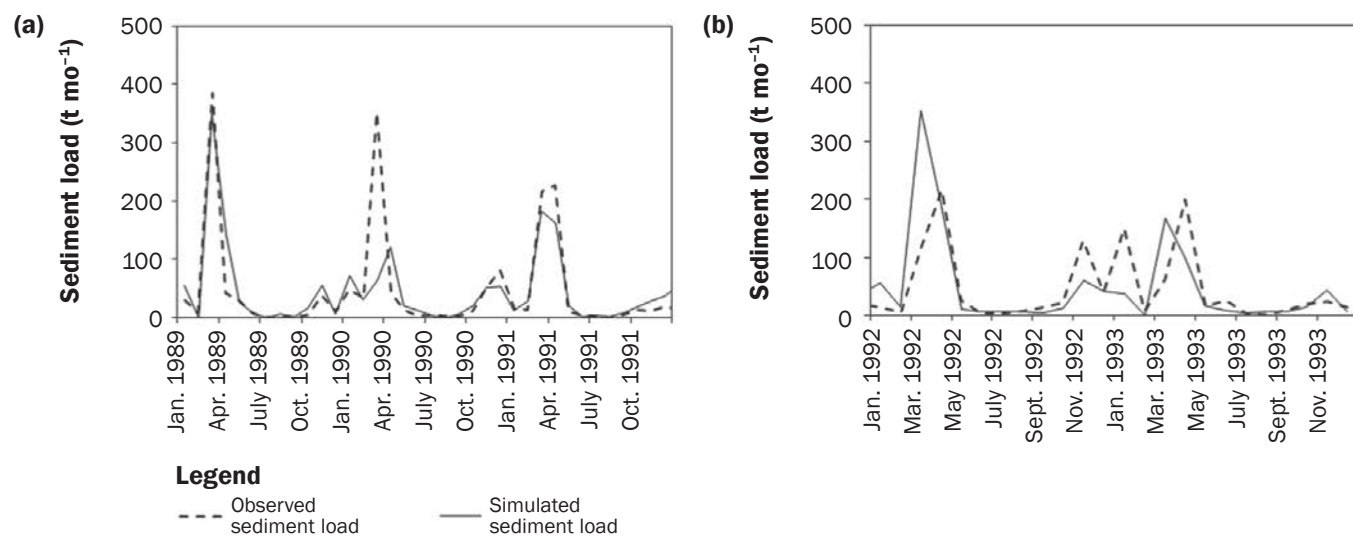 (a)
Sediment load (t mo⁻¹)
500
400
300
200
100
0
Jan. 1989
Apr. 1989
July 1989
Oct. 1989
Jan. 1990
Apr. 1990
July 1990
Oct. 1990
Jan. 1991
Apr. 1991
July 1991
Oct. 1991
(b)
Sediment load (t mo⁻¹)
500
400
300
200
100
0
Jan. 1992
Mar. 1992
May 1992
July 1992
Sept. 1992
Nov. 1992
Jan. 1993
Mar. 1993
May 1993
July 1993
Sept. 1993
Nov. 1993
Legend
Observed
sediment load
Simulated
sediment load